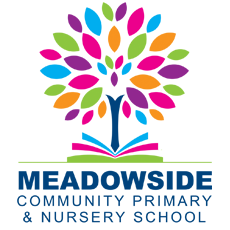 MEADOWSIDE
COMMUNITY PRIMARY
& NURSERY SCHOOL